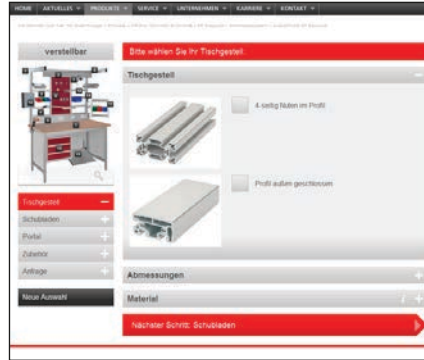 HOME AKTUELLES PRODUKTE SERVICE UNTERNEHMEN KARRIERE KONTAKT
verstellbar
Bitte wählen Sie Ihr Tischgestell.
Tischgestell
4-seitig Nuten im Profil
Profil außen geschlossen
Tischgestell
Schubladen
Portal
Zubehör
Anfrage
Neue Auswahl
Abmessungen
Material
Nächster Schritt: Schubladen